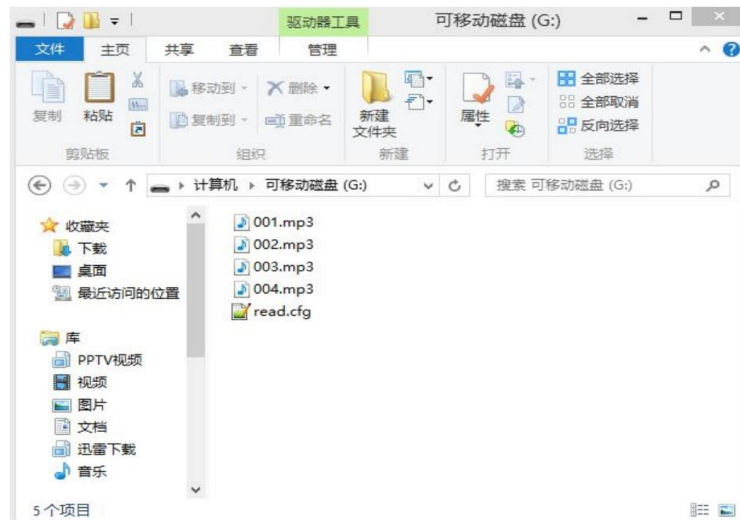 驱动器工具
可移动磁盘 (G:)
文件
主页
共享
查看
管理
复制
粘贴
移动到
复制到
删除
重命名
新建
文件夹
属性
全部选择
全部取消
反向选择
剪贴板
组织
新建
打开
选择
计算机
可移动磁盘 (G:)
搜索 可移动磁盘 (G:)
收藏夹
下载
桌面
最近访问的位置
库
PPTV视频
视频
图片
文档
迅雷下载
音乐
001.mp3
002.mp3
003.mp3
004.mp3
read.cfg
5 个项目